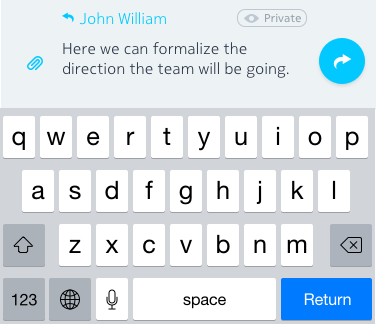 John William Private
Here we can formalize the
direction the team will be going.
q w e r t y u i o p
a s d f g h j k l
z x c v b n m
123 space Return